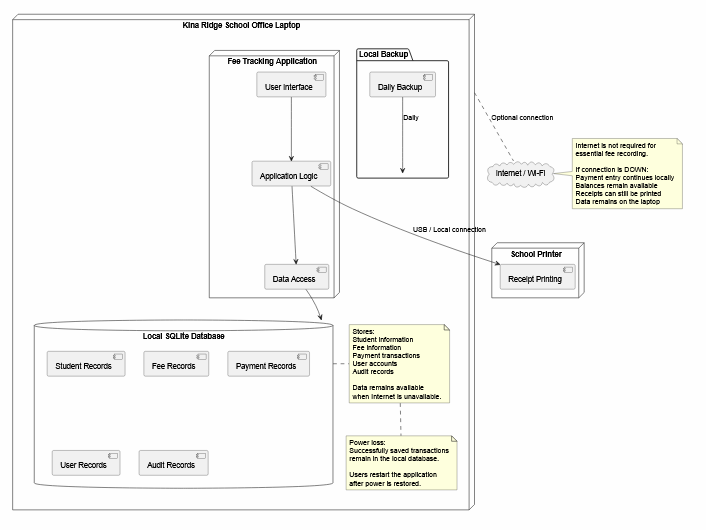 Kina Ridge School Office Laptop
Fee Tracking Application
User Interface
Application Logic
Data Access
Local Backup
Daily Backup
Daily
Optional connection
Internet / Wi-Fi
Internet is not required for
essential fee recording.
If connection is DOWN:
Payment entry continues locally
Balances remain available
Receipts can still be printed
Data remains on the laptop
USB / Local connection
School Printer
Receipt Printing
Local SQLite Database
Student Records
Fee Records
Payment Records
User Records
Audit Records
Stores:
Student information
Fee information
Payment transactions
User accounts
Audit records
Data remains available
when Internet is unavailable.
Power loss:
Successfully saved transactions
remain in the local database.
Users restart the application
after power is restored.